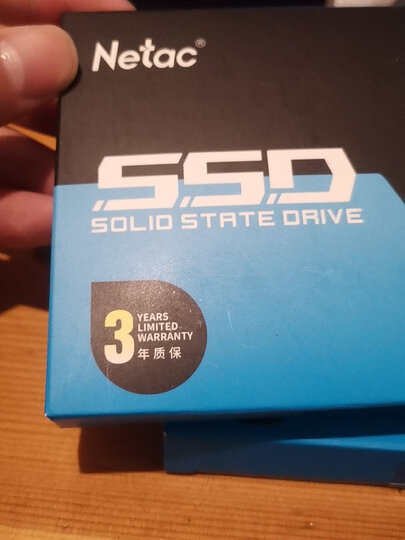 Netac®
SSD
SOLID STATE DRIVE
3 YEARS
LIMITED
WARRANTY
年质保